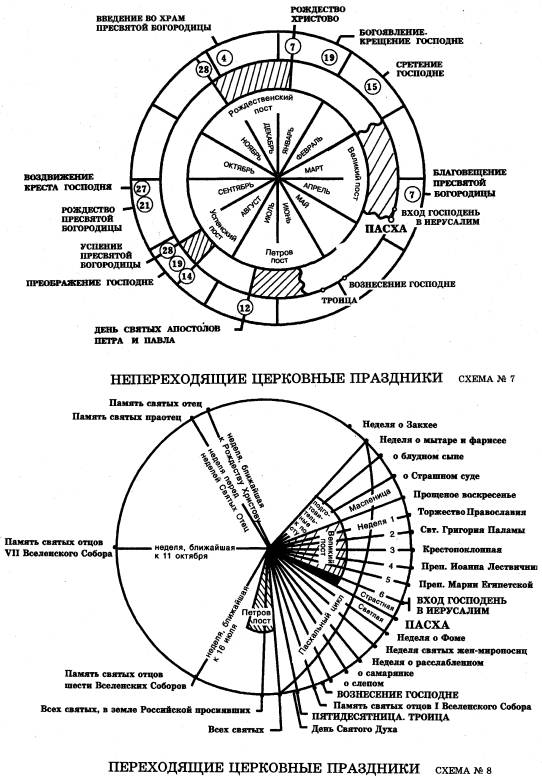 ВВЕДЕНИЕ ВО ХРАМ
ПРЕСВЯТОЙ БОГОРОДИЦЫ
РОЖДЕСТВО
ХРИСТОВО
БОГОЯВЛЕНИЕ-
КРЕЩЕНИЕ ГОСПОДНЕ
СРЕТЕНИЕ
ГОСПОДНЕ
28
4
7
19
15
Рождественский
пост
ДЕКАБРЬ
ЯНВАРЬ
НОЯБРЬ
ФЕВРАЛЬ
ОКТЯБРЬ
МАРТ
Великий пост
СЕНТЯБРЬ
АПРЕЛЬ
АВГУСТ
МАЙ
ИЮЛЬ
ИЮНЬ
Успенский
пост
Петров
пост
ВОЗДВИЖЕНИЕ
КРЕСТА ГОСПОДНЯ
27
21
РОЖДЕСТВО
ПРЕСВЯТОЙ
БОГОРОДИЦЫ
БЛАГОВЕЩЕНИЕ
ПРЕСВЯТОЙ
БОГОРОДИЦЫ
7
ВХОД ГОСПОДЕНЬ
В ИЕРУСАЛИМ
ПАСХА
УСПЕНИЕ
ПРЕСВЯТОЙ
БОГОРОДИЦЫ
28
19
14
ПРЕОБРАЖЕНИЕ ГОСПОДНЕ
ВОЗНЕСЕНИЕ ГОСПОДНЕ
ТРОИЦА
12
ДЕНЬ СВЯТЫХ АПОСТОЛОВ
ПЕТРА И ПАВЛА
НЕПЕРЕХОДЯЩИЕ ЦЕРКОВНЫЕ ПРАЗДНИКИ СХЕМА № 7
Память святых отец
Память святых праотец
неделя, ближайшая
к Рождеству Христову
неделя перед
неделей Святых Отец
Неделя о Закхее
Неделя о мытаре и фарисее
о блудном сыне
о Страшном суде
Масленица
Прощеное воскресенье
Неделя 1
Торжество Православия
2
Свт. Григория Паламы
3
Крестопоклонная
4
Преп. Иоанна Лествични
5
Преп. Марии Египетской
6
ВХОД ГОСПОДЕНЬ
В ИЕРУСАЛИМ
Страстная
Светлая
ПАСХА
Великий
пост
Память святых отцов
VII Вселенского Собора
неделя, ближайшая
к 11 октября
неделя, ближайшая
к 16 июля
Петров
пост
Пасхальный цикл
Неделя о Фоме
Неделя святых жен-мироносиц
Неделя о расслабленном
о самарянке
о слепом
Память святых отцов
шести Вселенских Соборов
ВОЗНЕСЕНИЕ ГОСПОДНЕ
Память святых отцов I Вселенского Собора
Всех святых, в земле Российской просиявших
ПЯТИДЕСЯТНИЦА. ТРОИЦА
День Святого Духа
Всех святых
ПЕРЕХОДЯЩИЕ ЦЕРКОВНЫЕ ПРАЗДНИКИ СХЕМА № 8